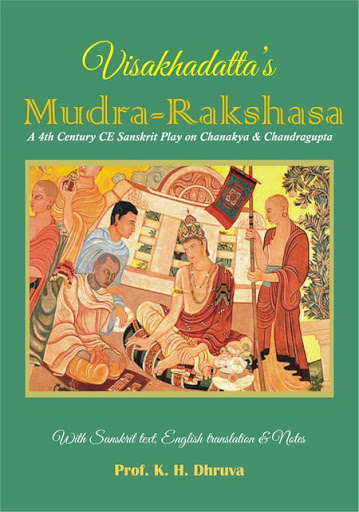 Visakhadatta's
Mudra-Rakshasa
A 4th Century CE Sanskrit Play on Chanakya & Chandragupta
With Sanskrit text, English translation & Notes
Prof. K. H. Dhruva